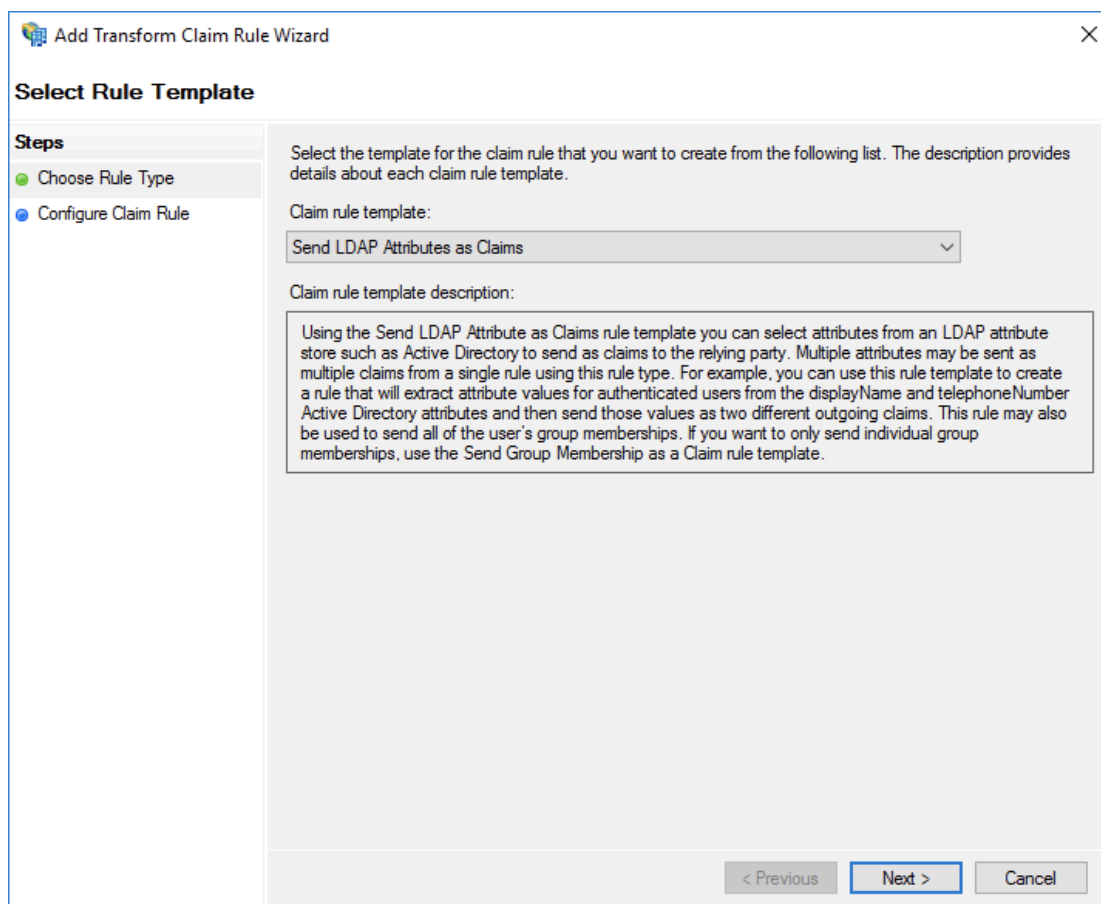 Add Transform Claim Rule Wizard
Select Rule Template
Steps
Choose Rule Type
Configure Claim Rule
Select the template for the claim rule that you want to create from the following list. The description provides
details about each claim rule template.
Claim rule template:
Send LDAP Attributes as Claims
Claim rule template description:
Using the Send LDAP Attribute as Claims rule template you can select attributes from an LDAP attribute
store such as Active Directory to send as claims to the relying party. Multiple attributes may be sent as
multiple claims from a single rule using this rule type. For example, you can use this rule template to create
a rule that will extract attribute values for authenticated users from the displayName and telephoneNumber
Active Directory attributes and then send those values as two different outgoing claims. This rule may also
be used to send all of the user's group memberships. If you want to only send individual group
memberships, use the Send Group Membership as a Claim rule template.
< Previous
Next >
Cancel